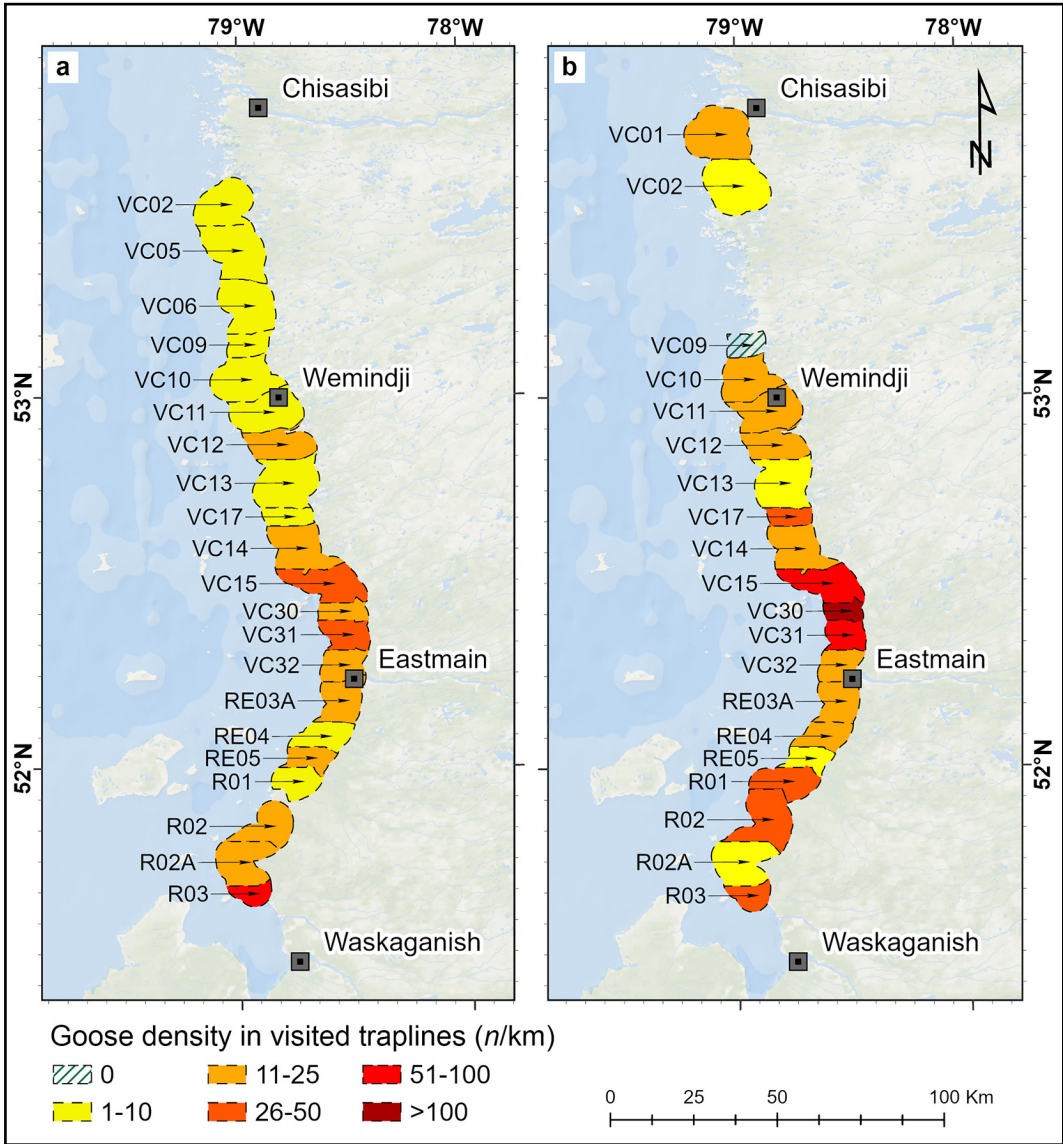 79°W
78°W
79°W
78°W
a
Chisasibi
VC02
VC05
VC06
VC09
VC10
Wemindji
VC11
VC12
VC13
VC17
VC14
VC15
VC30
VC31
VC32
Eastmain
RE03A
RE04
RE05
R01
R02
R02A
R03
Waskaganish
53°N
52°N
b
Chisasibi
N
VC01
VC02
VC09
VC10
Wemindji
VC11
VC12
VC13
VC17
VC14
VC15
VC30
VC31
VC32
Eastmain
RE03A
RE04
RE05
R01
R02
R02A
R03
Waskaganish
53°N
52°N
79°W
78°W
79°W
78°W
Goose density in visited traplines (n/km)
0
11-25
51-100
1-10
26-50
>100
0
25
50
100 Km